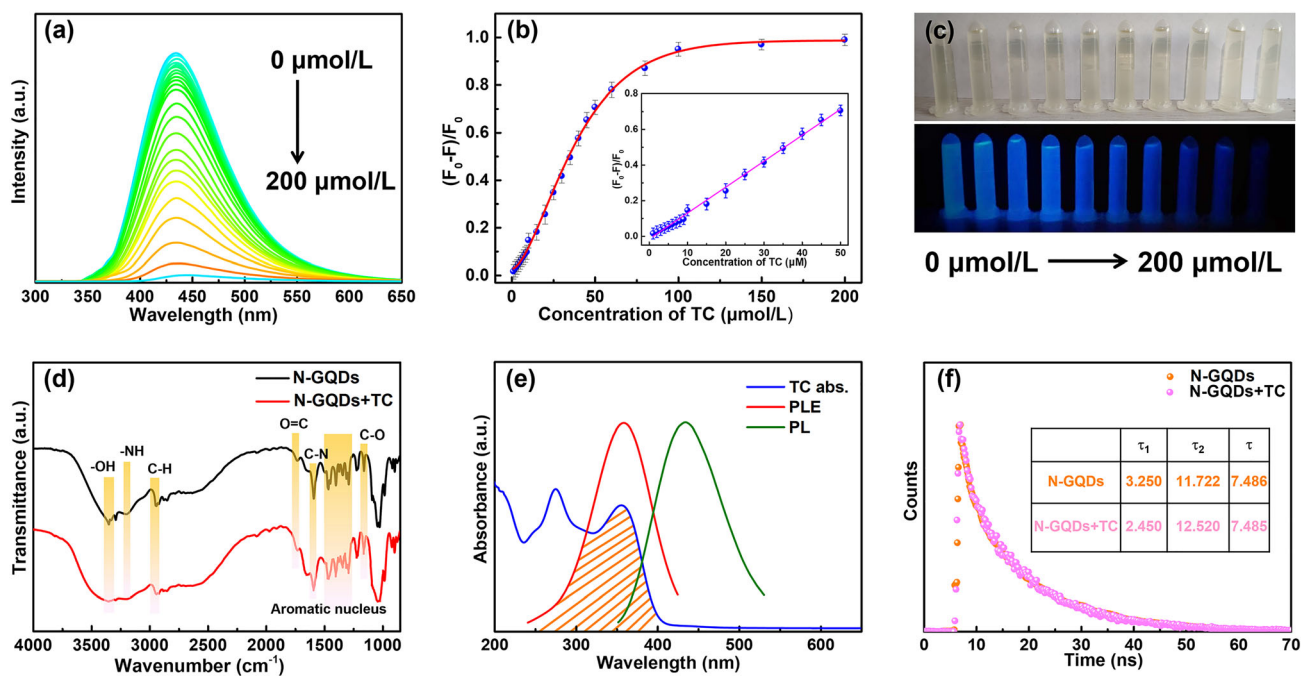 (a)
0 µmol/L
200 µmol/L
Intensity (a.u.)
300 350 400 450 500 550 600 650
Wavelength (nm)
(b)
(F₀-F)/F₀
1.0
0.8
0.6
0.4
0.2
0.0
0 50 100 150 200
Concentration of TC (µmol/L)
(F₀-F)/F₀
0.8
0.6
0.4
0.2
0.0
0 10 20 30 40 50
Concentration of TC (µM)
(c)
0 µmol/L
200 µmol/L
(d)
N-GQDs
N-GQDs+TC
O=C
C-O
-OH
-NH
C-H
C-N
Aromatic nucleus
Transmittance (a.u.)
4000 3500 3000 2500 2000 1500 1000
Wavenumber (cm⁻¹)
(e)
TC abs.
PLE
PL
Absorbance (a.u.)
200 300 400 500 600
Wavelength (nm)
(f)
N-GQDs
N-GQDs+TC
τ₁ τ₂ τ
N-GQDs 3.250 11.722 7.486
N-GQDs+TC 2.450 12.520 7.485
Counts
0 10 20 30 40 50 60 70
Time (ns)